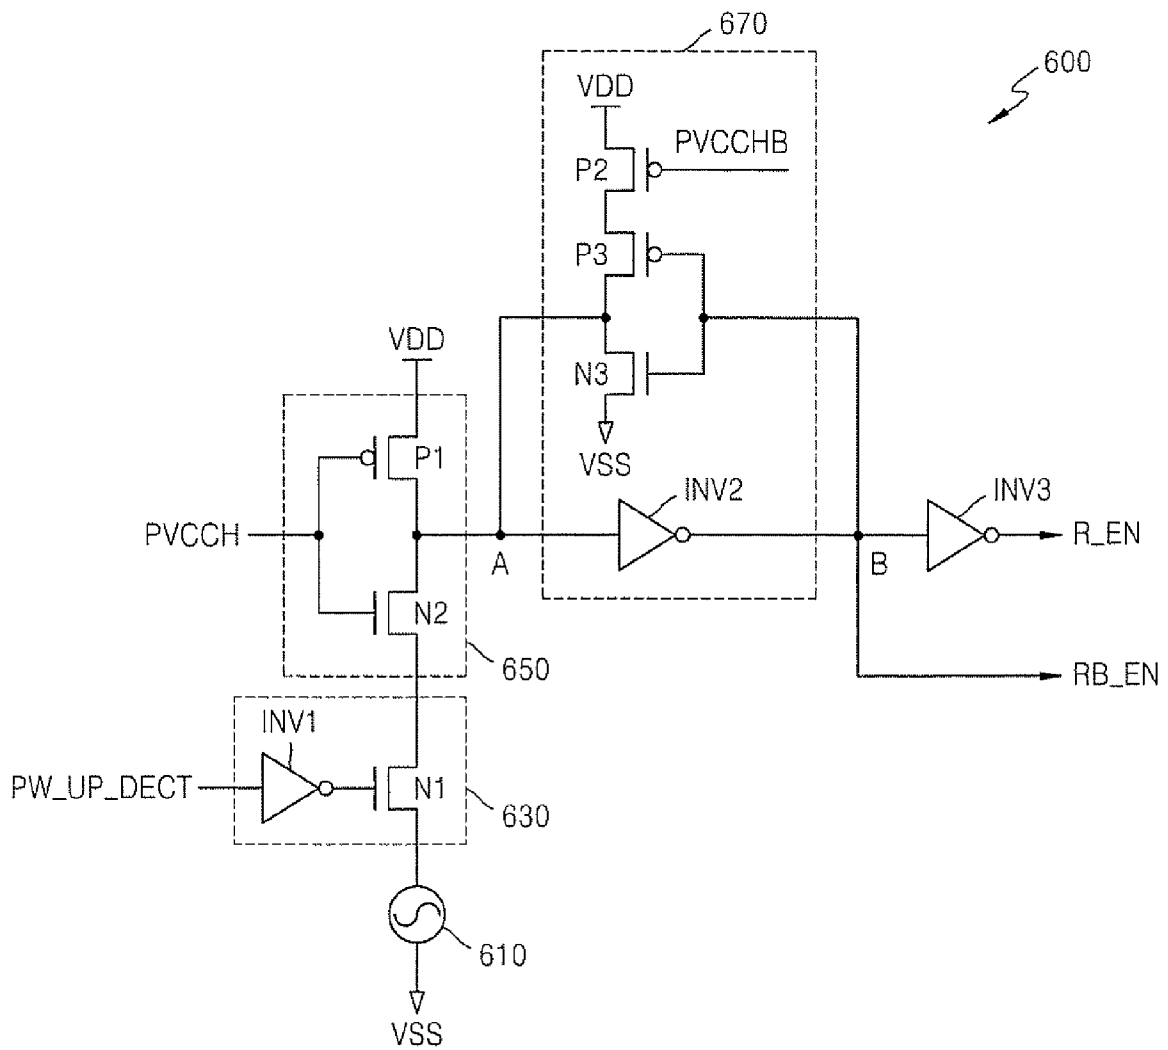 670
600
VDD
PVCCHB
P2
P3
VDD
N3
VSS
P1
INV2
INV3
PVCCH
R_EN
A
B
N2
650
RB_EN
INV1
PW_UP_DECT
N1
630
610
VSS